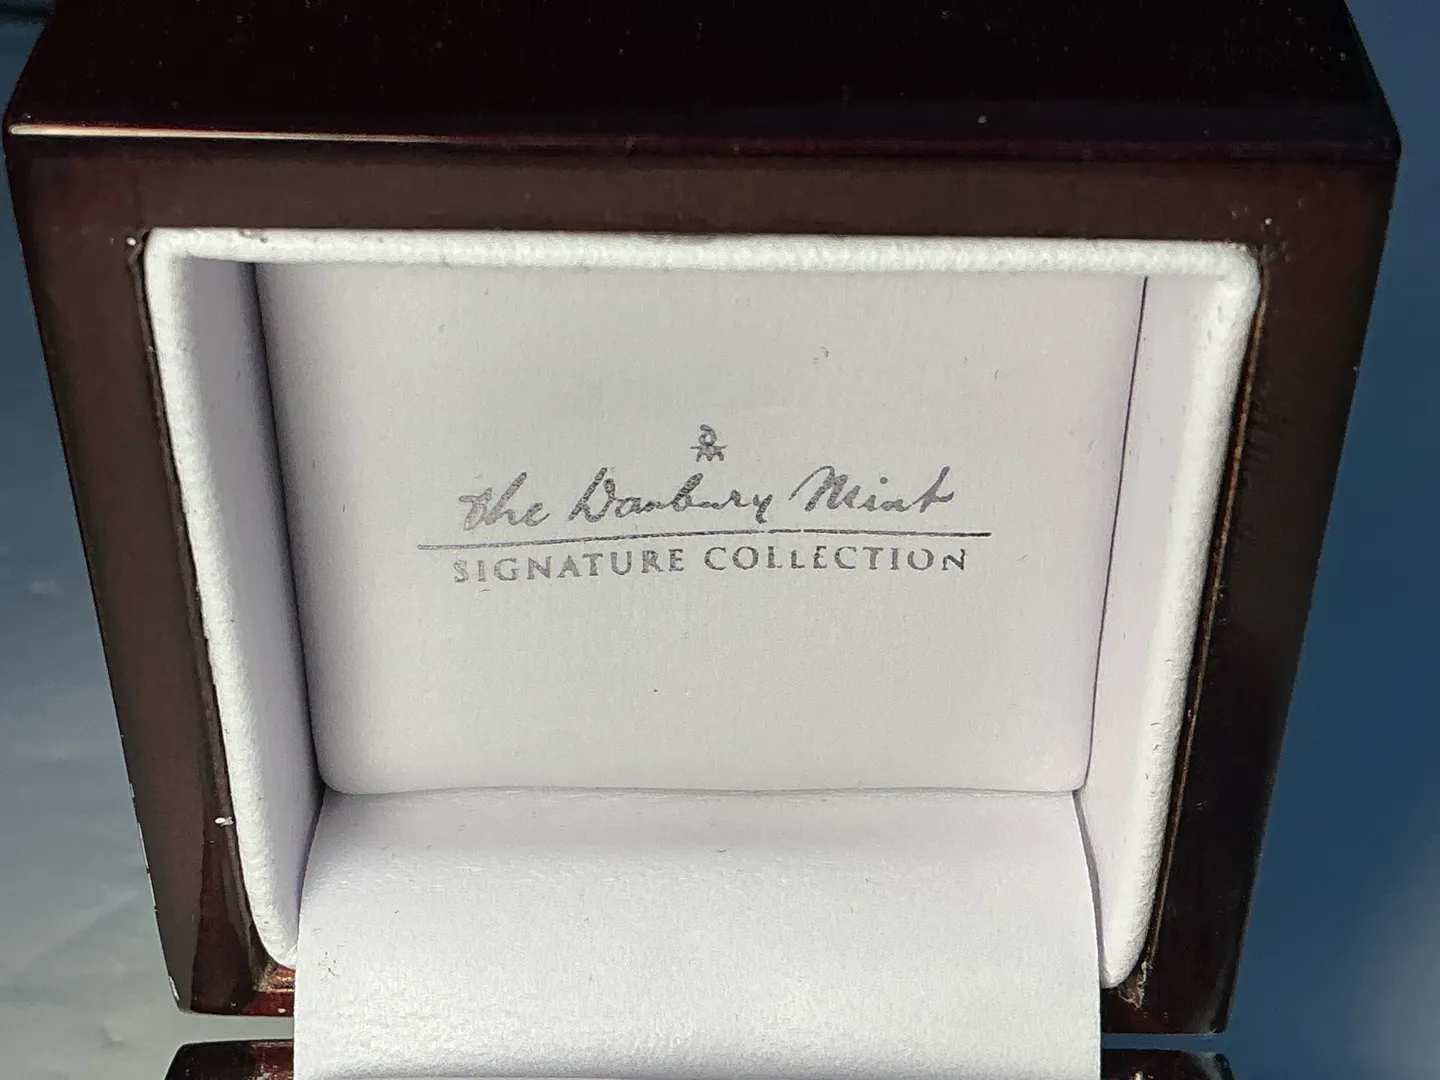 The Danbury Mint
SIGNATURE COLLECTION